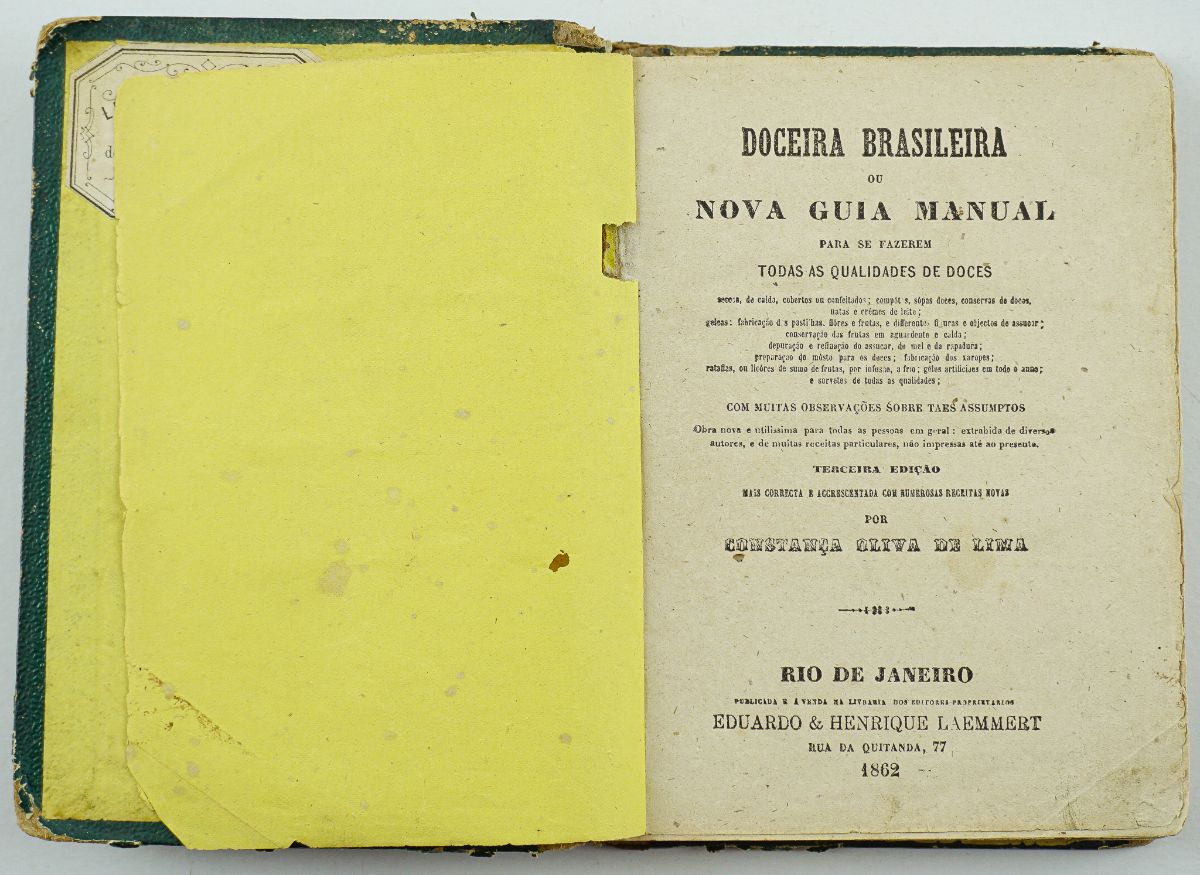 d
DOCEIRA BRASILEIRA
OU
NOVA GUIA MANUAL
PARA SE FAZEREM
TODAS AS QUALIDADES DE DOCES
seccos, de calda, cobertos ou confeitados; compótas, sópas doces, conservas de doces,
natas e crêmes de leite;
geleas: fabricação das pastilhas, flôres e frutas, e differentes figuras e objectos de assucar;
conservação das frutas em aguardente e calda;
depuração e refinação do assucar, do mel e da rapadura;
preparação do môsto para os doces; fabricação dos xaropes;
ratafias, ou licôres de sumo de frutas, por infusão, a frio; gélos artificiaes em todo o anno;
e sorvetes de todas as qualidades;
COM MUITAS OBSERVAÇÕES SOBRE TAES ASSUMPTOS
Obra nova e utilissima para todas as pessoas em geral: extrahida de diversos
autores, e de muitas receitas particulares, não impressas até ao presente.
TERCEIRA EDIÇÃO
MAIS CORRECTA E ACCRESCENTADA COM NUMEROSAS RECEITAS NOVAS
POR
CONSTANÇA OLIVA DE LIMA
RIO DE JANEIRO
PUBLICADA E Á VENDA NA LIVRARIA DOS EDITORES-PROPRIETARIOS
EDUARDO & HENRIQUE LAEMMERT
RUA DA QUITANDA, 77
1862